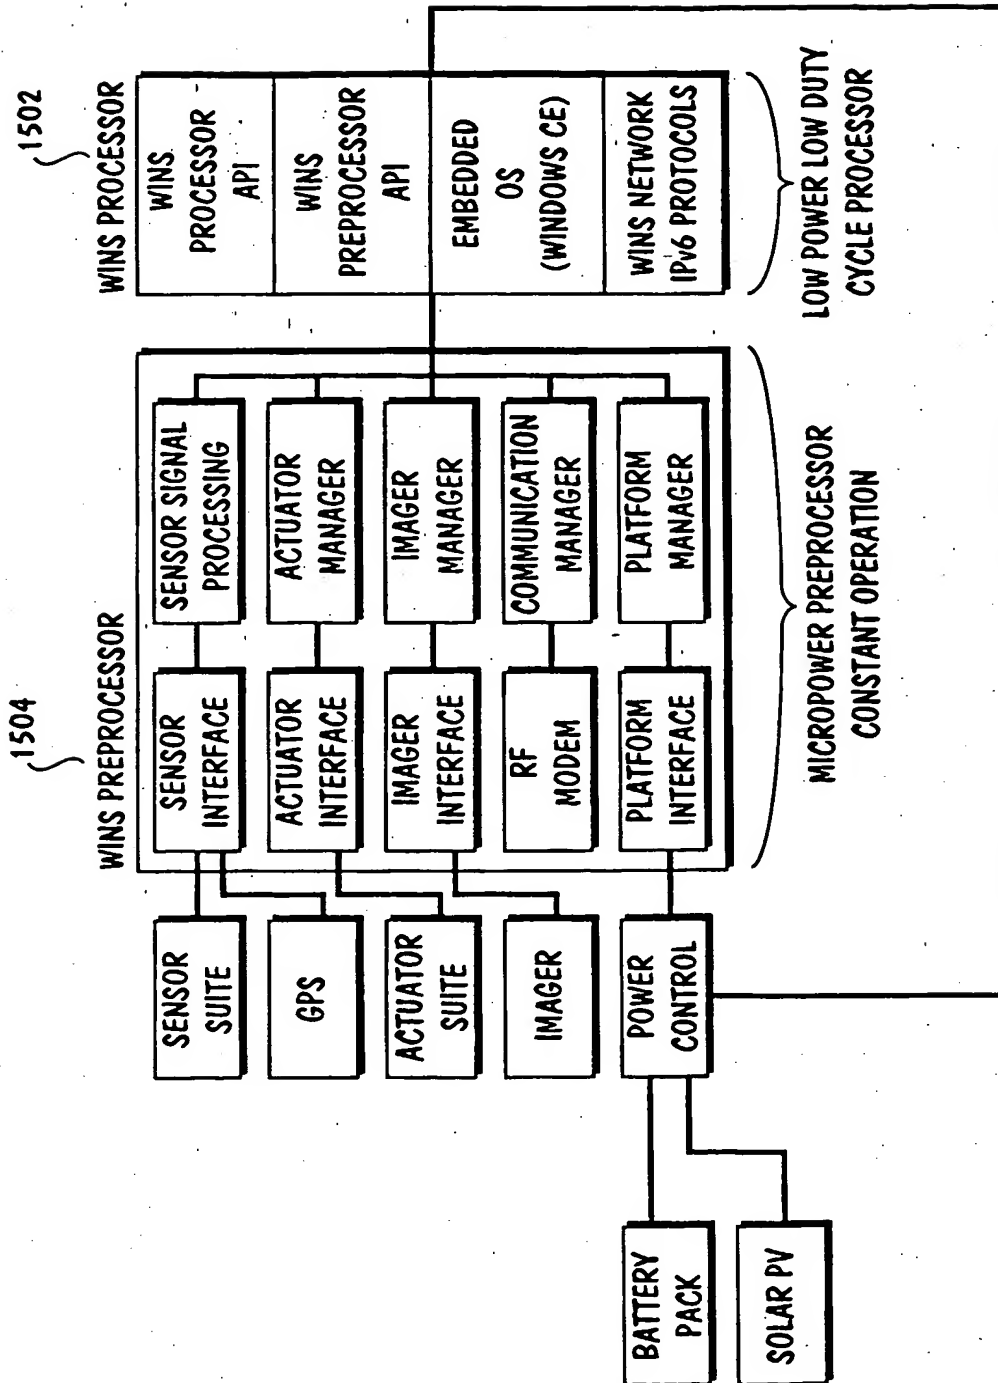 1504
WINS PREPROCESSOR
1502
WINS PROCESSOR
SENSOR
SUITE
GPS
ACTUATOR
SUITE
IMAGER
POWER
CONTROL
BATTERY
PACK
SOLAR PV
SENSOR
INTERFACE
ACTUATOR
INTERFACE
IMAGER
INTERFACE
RF
MODEM
PLATFORM
INTERFACE
SENSOR SIGNAL
PROCESSING
ACTUATOR
MANAGER
IMAGER
MANAGER
COMMUNICATION
MANAGER
PLATFORM
MANAGER
WINS
PROCESSOR
API
WINS
PREPROCESSOR
API
EMBEDDED
OS
(WINDOWS CE)
WINS NETWORK
IPv6 PROTOCOLS
MICROPOWER PREPROCESSOR
CONSTANT OPERATION
LOW POWER LOW DUTY
CYCLE PROCESSOR